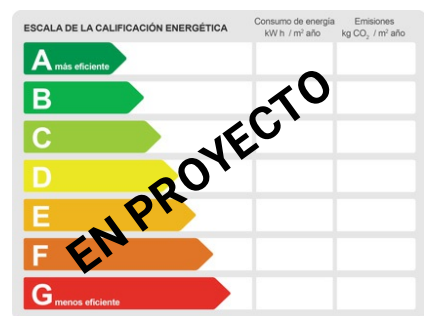 ESCALA DE LA CALIFICACIÓN ENERGÉTICA
Consumo de energía
kW h / m² año
Emisiones
kg CO₂ / m² año
A más eficiente
B
C
D
E
F
G menos eficiente
EN PROYECTO